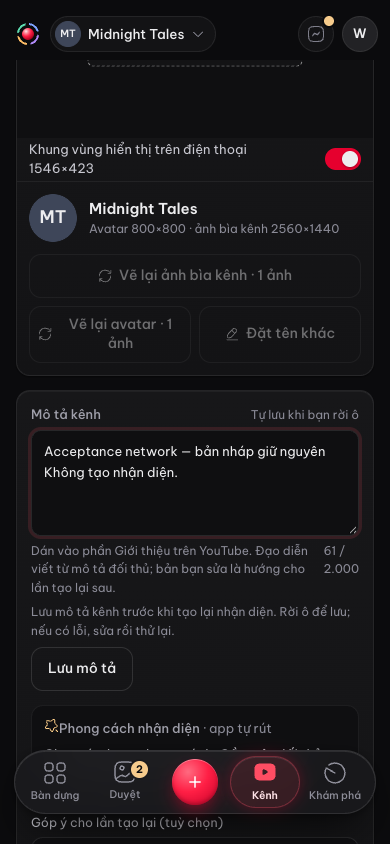 MT Midnight Tales
W
Khung vùng hiển thị trên điện thoại
1546×423
MT
Midnight Tales
Avatar 800×800 · ảnh bìa kênh 2560×1440
Vẽ lại ảnh bìa kênh · 1 ảnh
Vẽ lại avatar · 1
ảnh
Đặt tên khác
Mô tả kênh
Tự lưu khi bạn rời ô
Acceptance network — bản nháp giữ nguyên
Không tạo nhận diện.
Dán vào phần Giới thiệu trên YouTube. Đạo diễn
viết từ mô tả đối thủ; bản bạn sửa là hướng cho
lần tạo lại sau.
61 /
2.000
Lưu mô tả kênh trước khi tạo lại nhận diện. Rời ô để lưu;
nếu có lỗi, sửa rồi thử lại.
Lưu mô tả
Phong cách nhận diện · app tự rút
2
Bàn dựng
Duyệt
Kênh
Khám phá
Góp ý cho lần tạo lại (tuỳ chọn)